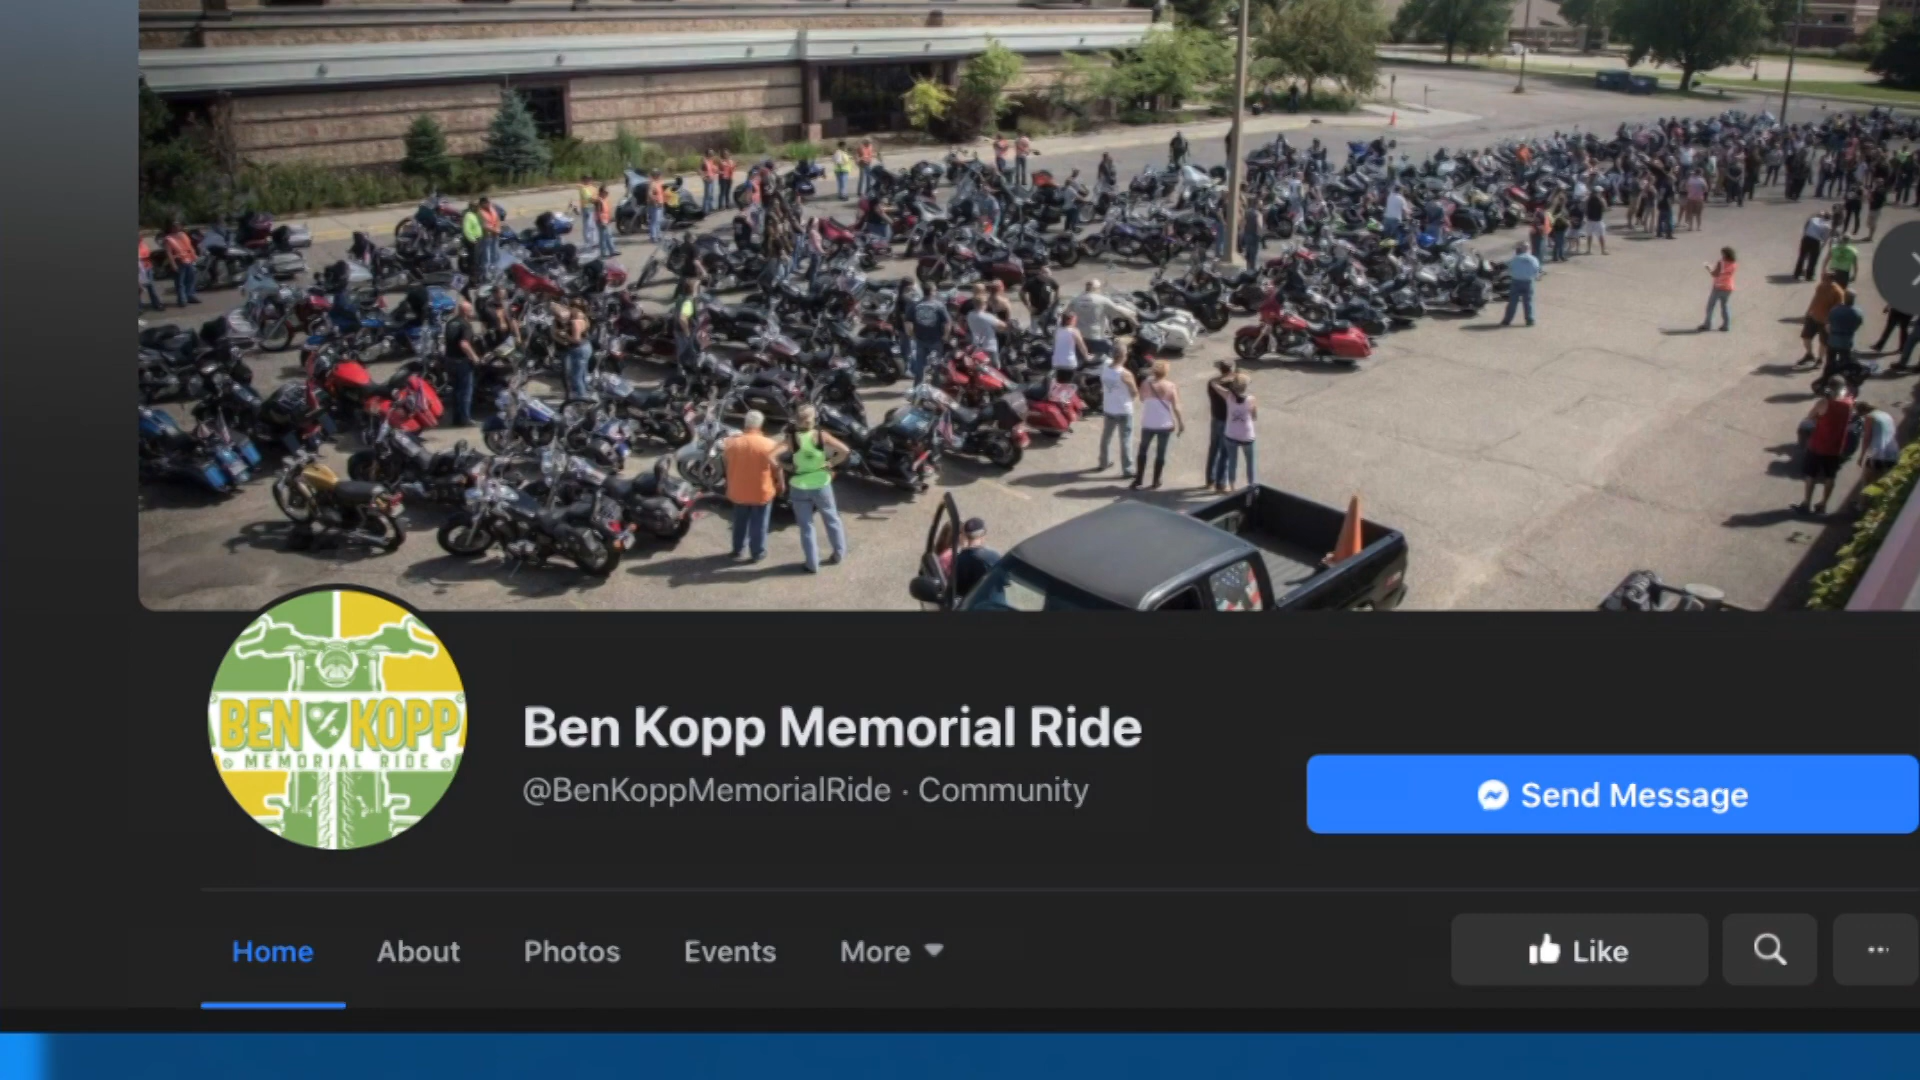 BEN KOPP
MEMORIAL RIDE
Ben Kopp Memorial Ride
@BenKoppMemorialRide · Community
Send Message
Home About Photos Events More
Like